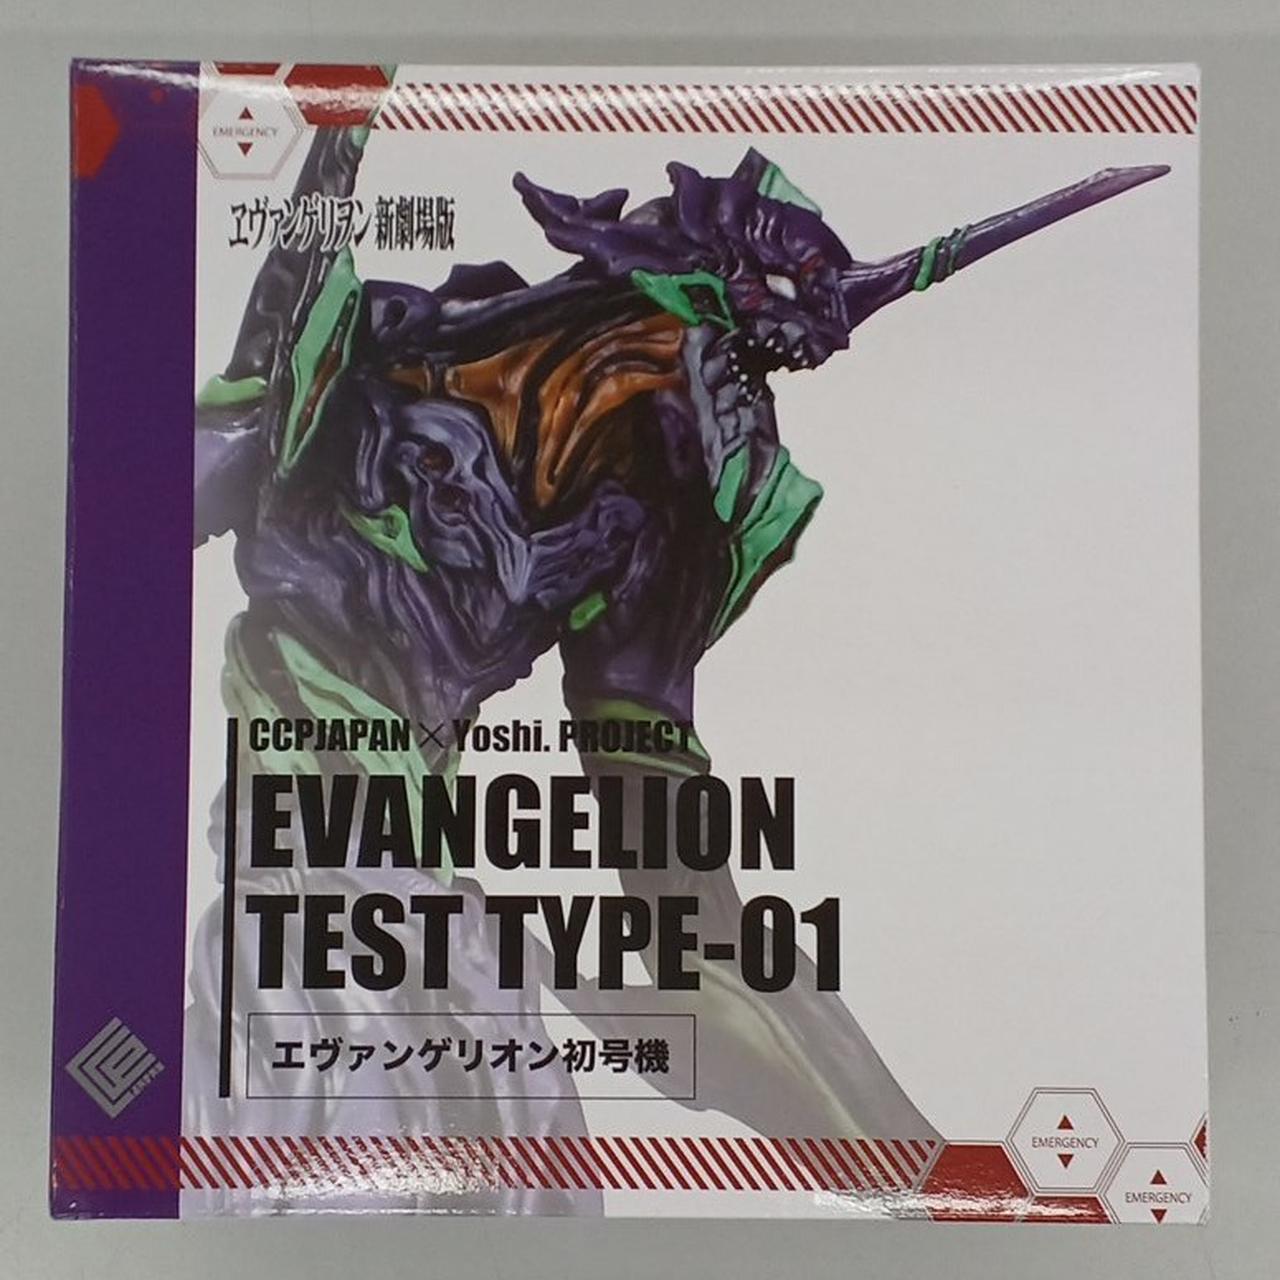 EMERGENCY
ヱヴァンゲリヲン新劇場版
CCPJAPAN×Yoshi. PROJECT
EVANGELION
TEST TYPE-01
エヴァンゲリオン初号機
EMERGENCY
EMERGENCY